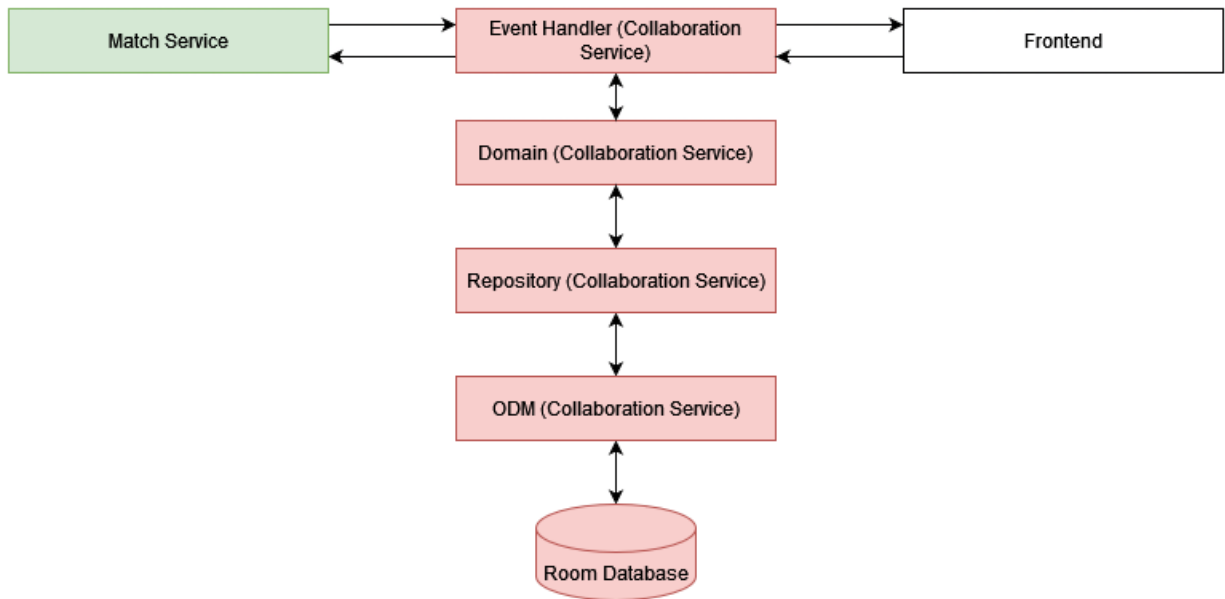 Match Service
Event Handler (Collaboration
Service)
Frontend
Domain (Collaboration Service)
Repository (Collaboration Service)
ODM (Collaboration Service)
Room Database